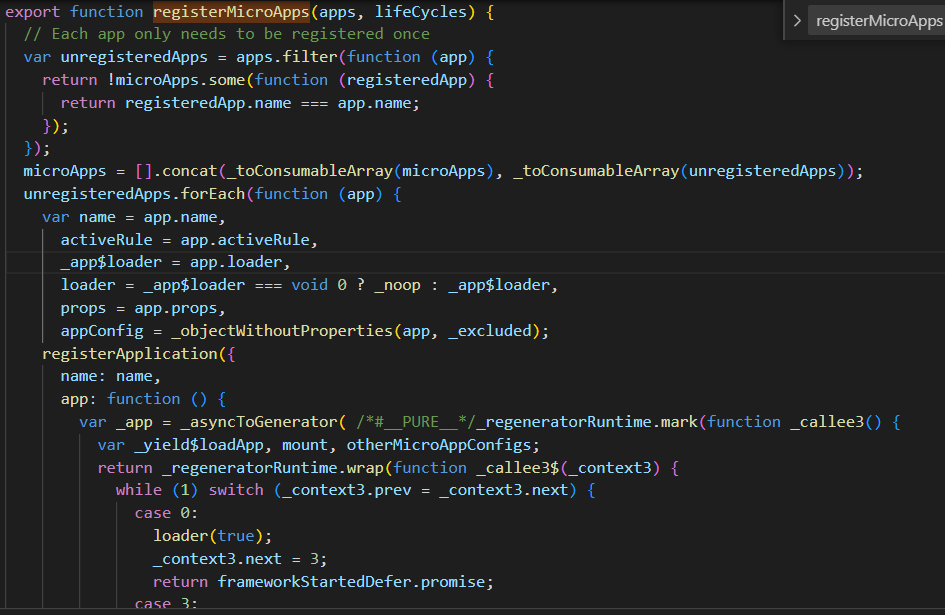 export function registerMicroApps(apps, lifeCycles) {
registerMicroApps
// Each app only needs to be registered once
var unregisteredApps = apps.filter(function (app) {
return !microApps.some(function (registeredApp) {
return registeredApp.name === app.name;
});
});
microApps = [].concat(_toConsumableArray(microApps), _toConsumableArray(unregisteredApps));
unregisteredApps.forEach(function (app) {
var name = app.name,
activeRule = app.activeRule,
_app$loader = app.loader,
loader = _app$loader === void 0 ? _noop : _app$loader,
props = app.props,
appConfig = _objectWithoutProperties(app, _excluded);
registerApplication({
name: name,
app: function () {
var _app = _asyncToGenerator( /*#__PURE__*/_regeneratorRuntime.mark(function _callee3() {
var _yield$loadApp, mount, otherMicroAppConfigs;
return _regeneratorRuntime.wrap(function _callee3$(_context3) {
while (1) switch (_context3.prev = _context3.next) {
case 0:
loader(true);
_context3.next = 3;
return frameworkStartedDefer.promise;
case 3: